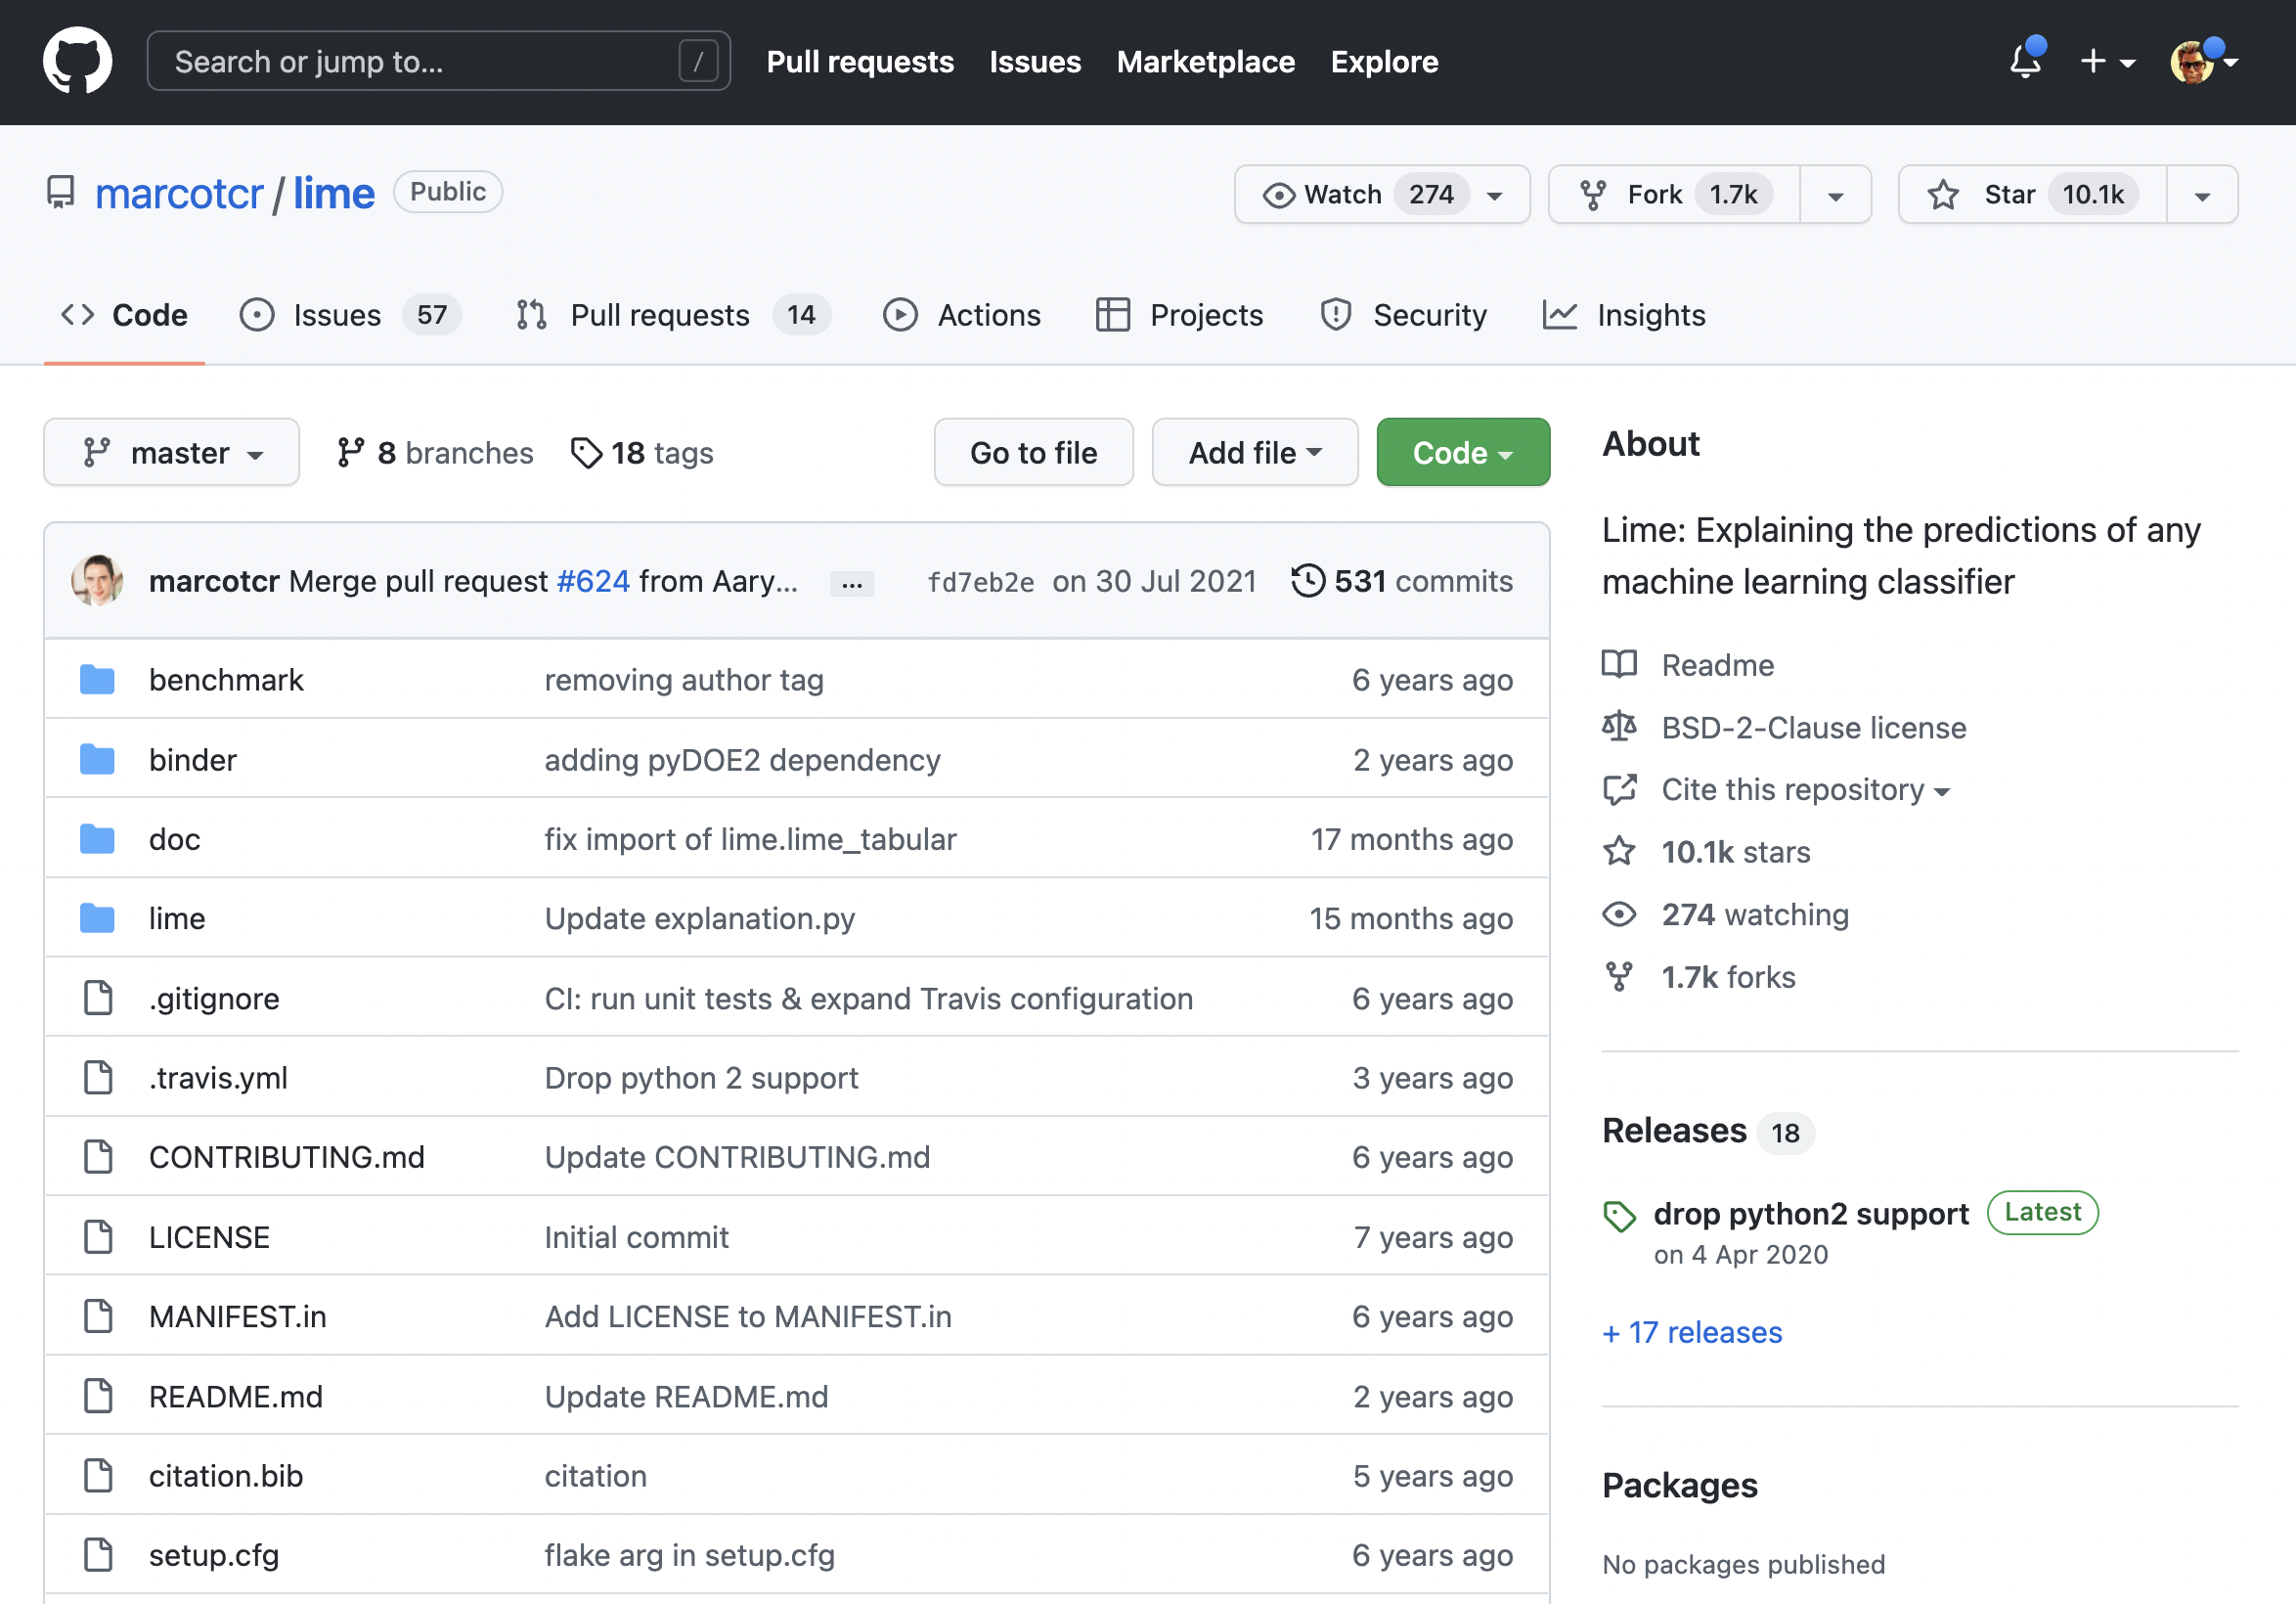 Search or jump to... / Pull requests Issues Marketplace Explore
marcotcr / lime Public Watch 274 Fork 1.7k Star 10.1k
Code Issues 57 Pull requests 14 Actions Projects Security Insights
master 8 branches 18 tags Go to file Add file Code
marcotcr Merge pull request #624 from Aary... ... fd7eb2e on 30 Jul 2021 531 commits
benchmark removing author tag 6 years ago
binder adding pyDOE2 dependency 2 years ago
doc fix import of lime.lime_tabular 17 months ago
lime Update explanation.py 15 months ago
.gitignore CI: run unit tests & expand Travis configuration 6 years ago
.travis.yml Drop python 2 support 3 years ago
CONTRIBUTING.md Update CONTRIBUTING.md 6 years ago
LICENSE Initial commit 7 years ago
MANIFEST.in Add LICENSE to MANIFEST.in 6 years ago
README.md Update README.md 2 years ago
citation.bib citation 5 years ago
setup.cfg flake arg in setup.cfg 6 years ago
About
Lime: Explaining the predictions of any
machine learning classifier
Readme
BSD-2-Clause license
Cite this repository
10.1k stars
274 watching
1.7k forks
Releases 18
drop python2 support Latest
on 4 Apr 2020
+ 17 releases
Packages
No packages published